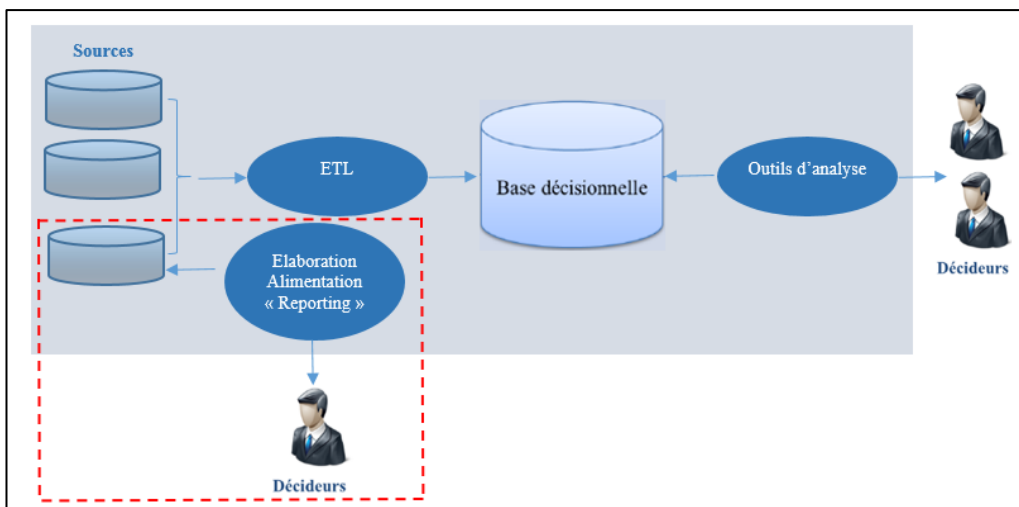 Sources
ETL
Base décisionnelle
Outils d’analyse
Elaboration
Alimentation
« Reporting »
Décideurs
Décideurs